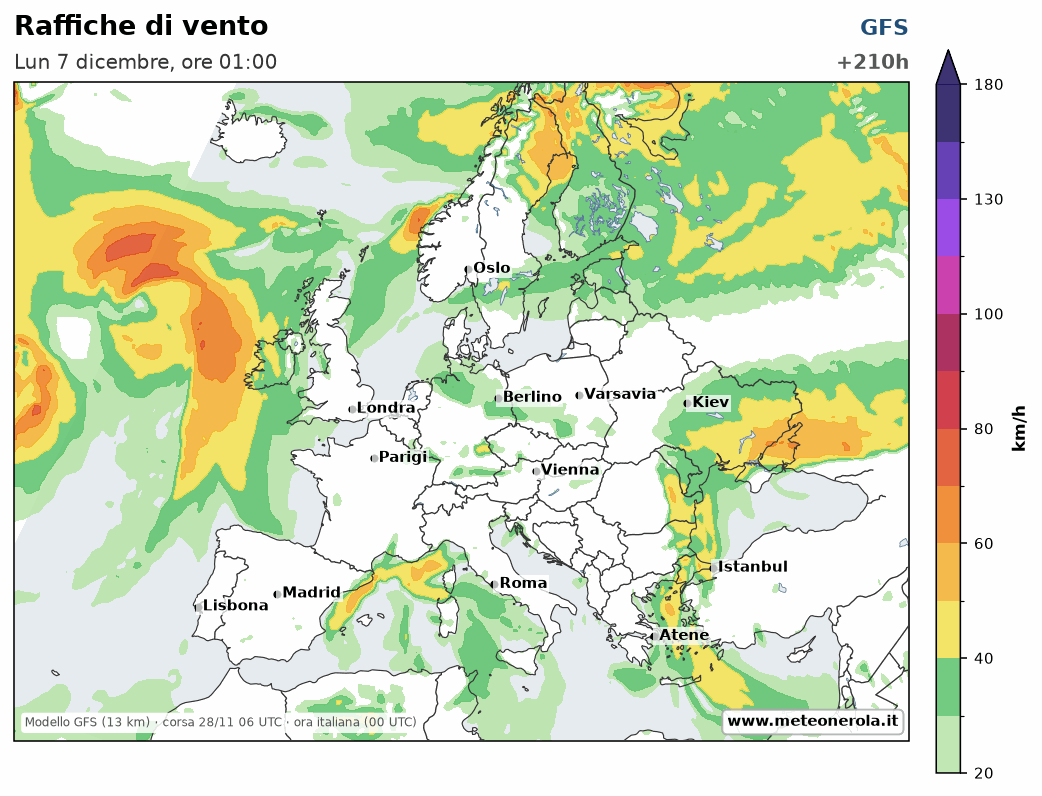 Raffiche di vento
GFS
Lun 7 dicembre, ore 01:00
+210h
180
130
100
80
60
40
20
km/h
Oslo
Berlino
Varsavia
Kiev
Londra
Parigi
Vienna
Istanbul
Madrid
Roma
Lisbona
Atene
Modello GFS (13 km) · corsa 28/11 06 UTC · ora italiana (00 UTC)
www.meteonerola.it